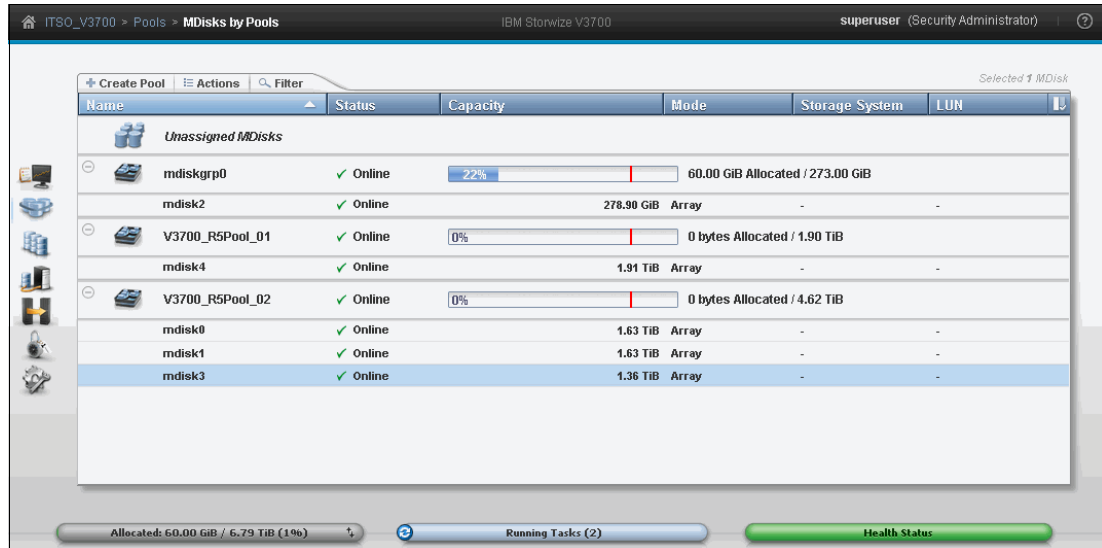 ITSO_V3700 > Pools > MDisks by Pools IBM Storwize V3700 superuser (Security Administrator) ?
Create Pool Actions Filter Selected 1 MDisk
Name Status Capacity Mode Storage System LUN
Unassigned MDisks
mdiskgrp0 ✓ Online 22% 60.00 GiB Allocated / 273.00 GiB
mdisk2 ✓ Online 278.90 GiB Array - -
V3700_R5Pool_01 ✓ Online 0% 0 bytes Allocated / 1.90 TiB
mdisk4 ✓ Online 1.91 TiB Array - -
V3700_R5Pool_02 ✓ Online 0% 0 bytes Allocated / 4.62 TiB
mdisk0 ✓ Online 1.63 TiB Array - -
mdisk1 ✓ Online 1.63 TiB Array - -
mdisk3 ✓ Online 1.36 TiB Array - -
Allocated: 60.00 GiB / 6.79 TiB (1%) Running Tasks (2) Health Status